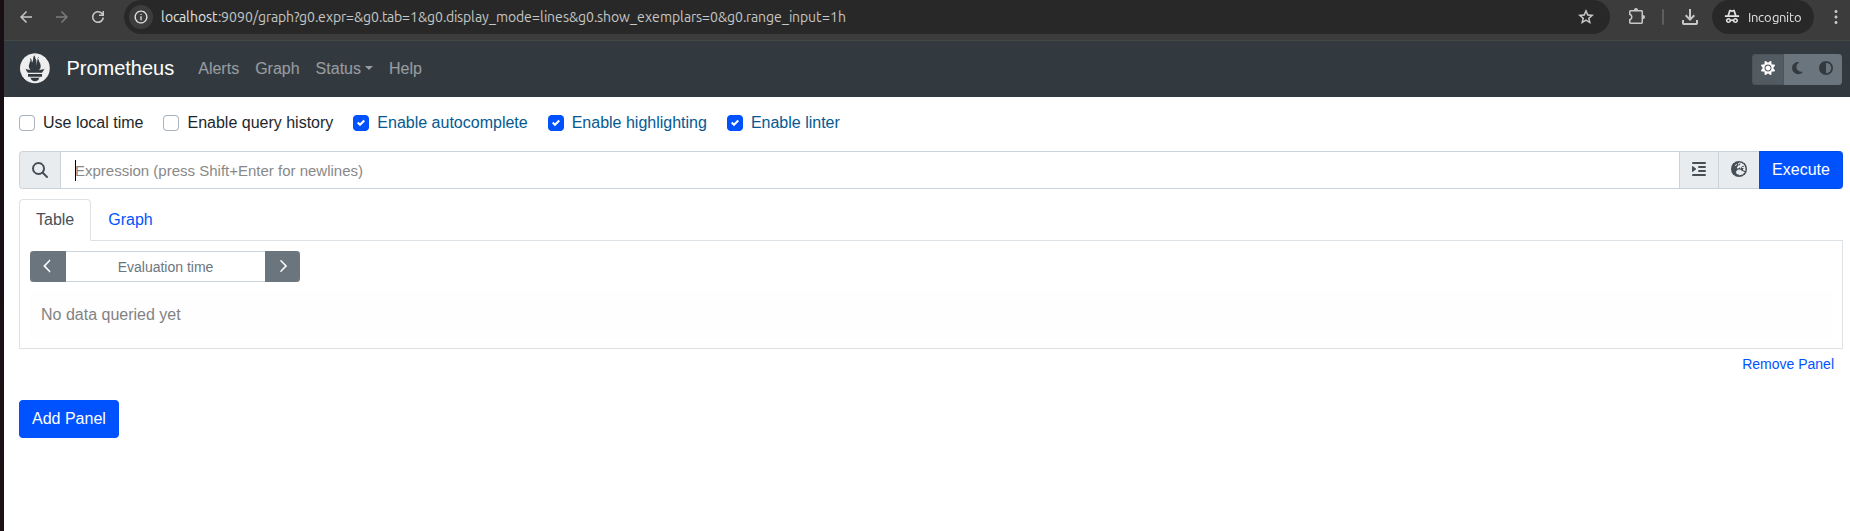 localhost:9090/graph?g0.expr=&g0.tab=1&g0.display_mode=lines&g0.show_exemplars=0&g0.range_input=1h Incognito
Prometheus Alerts Graph Status Help
Use local time Enable query history Enable autocomplete Enable highlighting Enable linter
Expression (press Shift+Enter for newlines) Execute
Table Graph
Evaluation time
No data queried yet
Remove Panel
Add Panel